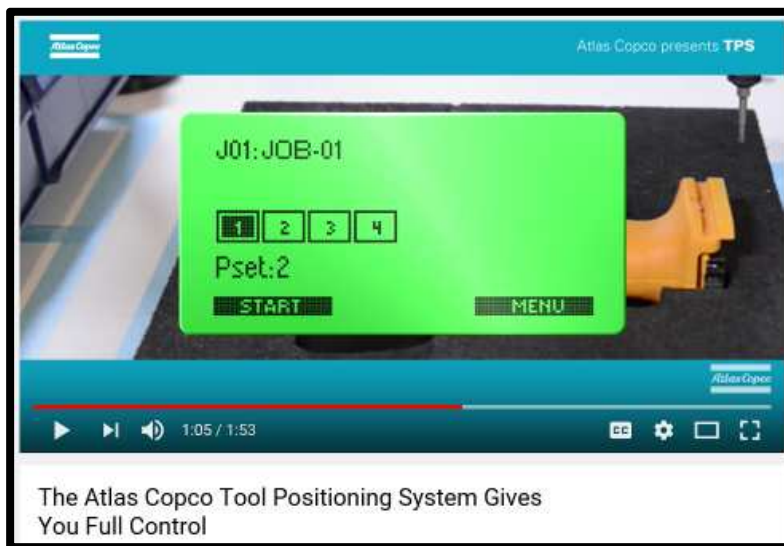 Atlas Copco
Atlas Copco presents TPS
J01:JOB-01
1 2 3 4
Pset:2
START MENU
Atlas Copco
1:05 / 1:53
CC
The Atlas Copco Tool Positioning System Gives
You Full Control